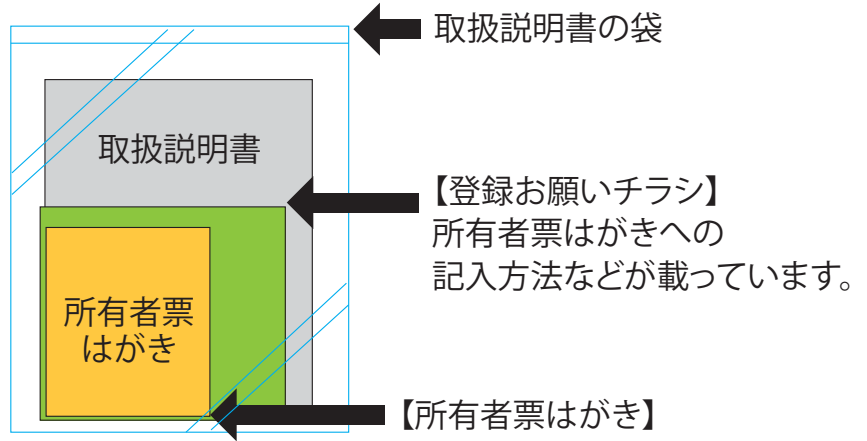 取扱説明書の袋
取扱説明書
【登録お願いチラシ】
所有者票はがきへの
記入方法などが載っています。
所有者票
はがき
【所有者票はがき】